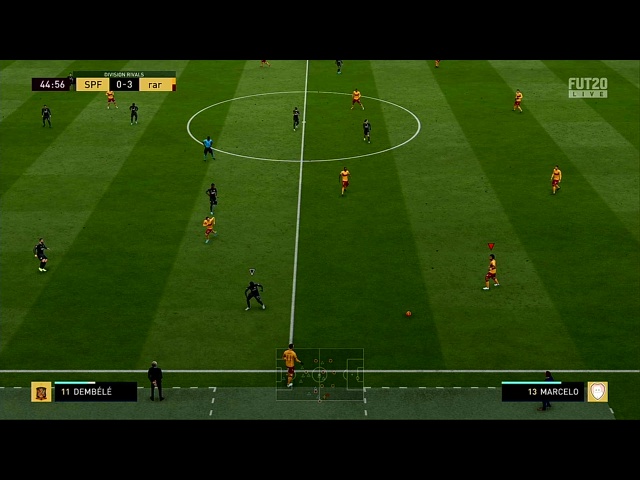 DIVISION RIVALS
44:56 SPF 0-3 rar
FUT20
LIVE
11 DEMBÉLÉ
13 MARCELO